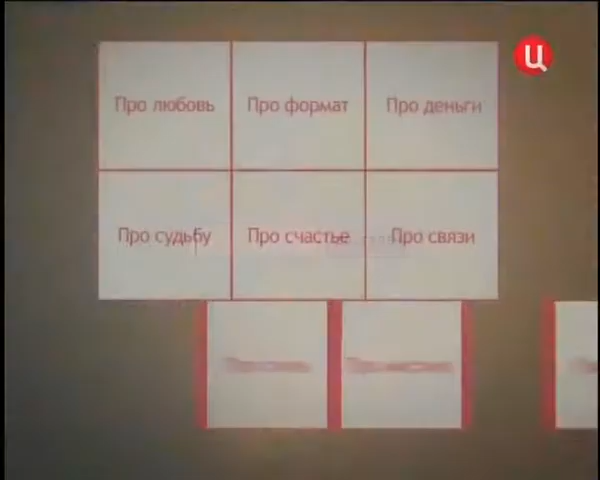 Ц
Про любовь
Про формат
Про деньги
Про судьбу
Про счастье
Про связи